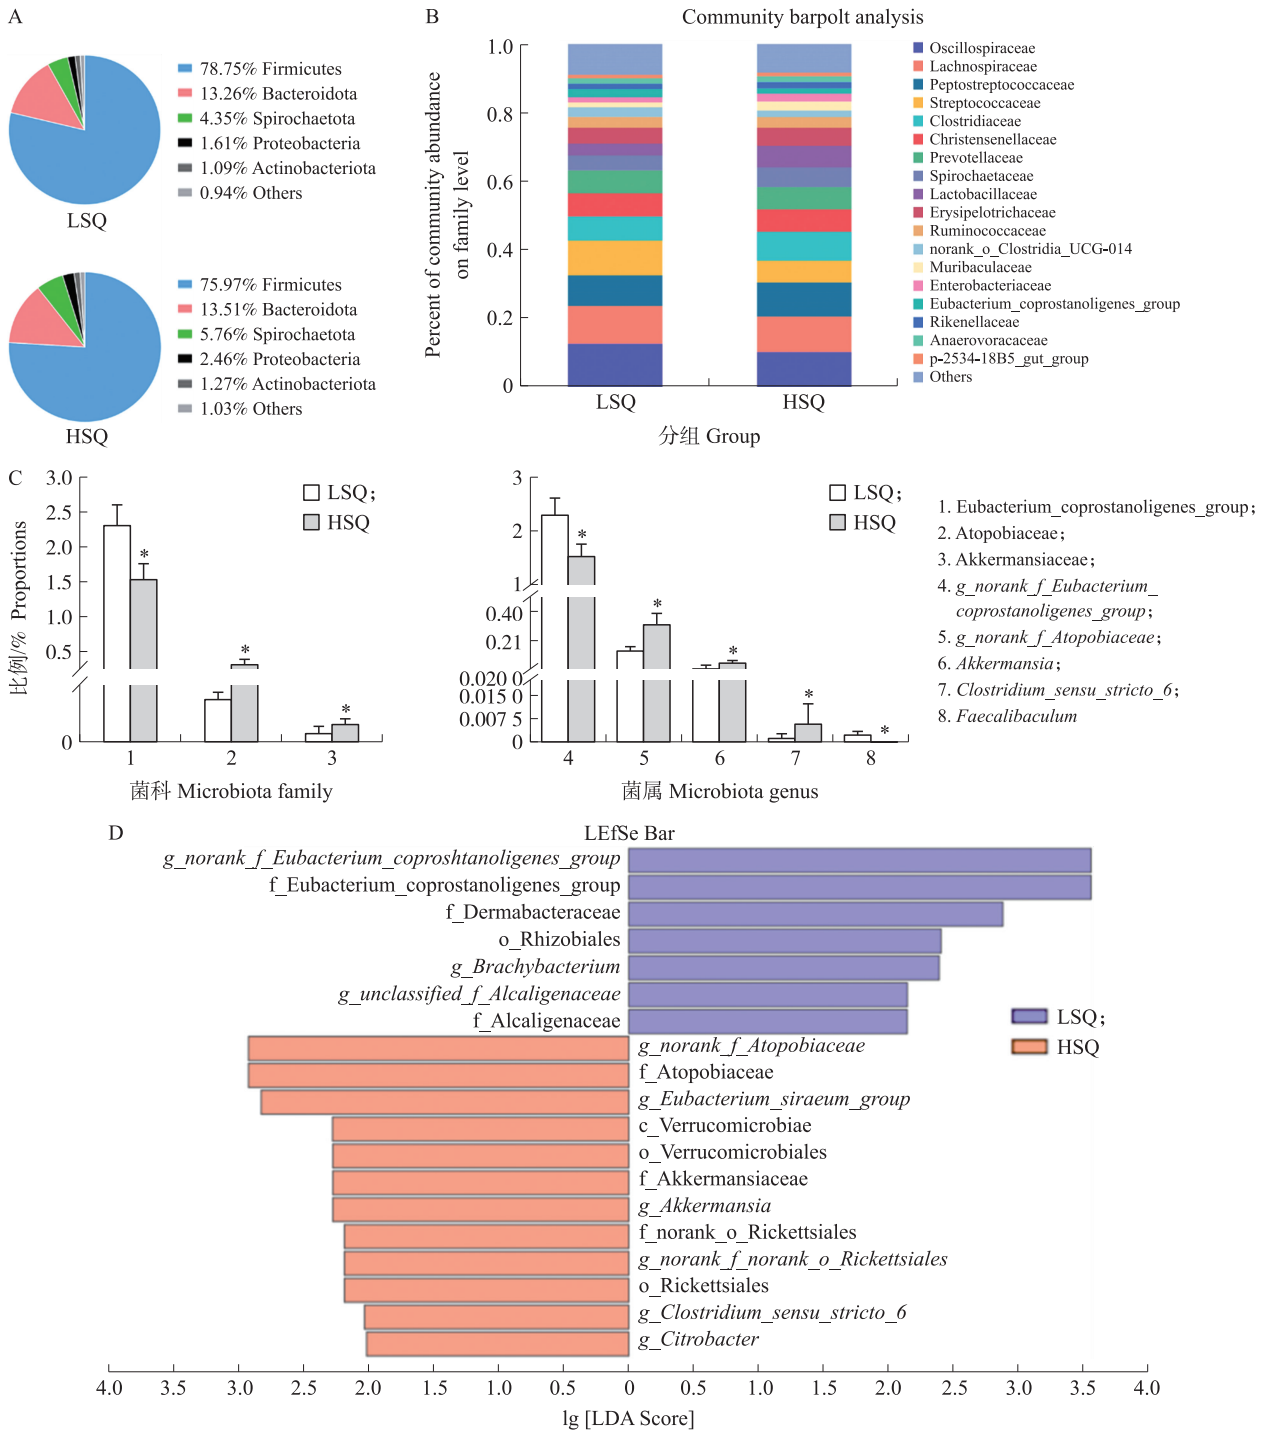 A
78.75% Firmicutes
13.26% Bacteroidota
4.35% Spirochaetota
1.61% Proteobacteria
1.09% Actinobacteriota
0.94% Others
LSQ
75.97% Firmicutes
13.51% Bacteroidota
5.76% Spirochaetota
2.46% Proteobacteria
1.27% Actinobacteriota
1.03% Others
HSQ
B
Community barpolt analysis
Percent of community abundance
on family level
1.0
0.8
0.6
0.4
0.2
0
LSQ
HSQ
分组 Group
Oscillospiraceae
Lachnospiraceae
Peptostreptococcaceae
Streptococcaceae
Clostridiaceae
Christensenellaceae
Prevotellaceae
Spirochaetaceae
Lactobacillaceae
Erysipelotrichaceae
Ruminococcaceae
norank_o_Clostridia_UCG-014
Muribaculaceae
Enterobacteriaceae
Eubacterium_coprostanoligenes_group
Rikenellaceae
Anaerovoracaceae
p-2534-18B5_gut_group
Others
C
比例/% Proportions
3.0
2.5
2.0
1.5
1.0
0.5
0
LSQ；
HSQ
*
*
*
1 2 3
菌科 Microbiota family
3
2
1
0.40
0.21
0.020 0
0.015 0
0.007 5
0
LSQ；
HSQ
*
*
*
*
*
4 5 6 7 8
菌属 Microbiota genus
1. Eubacterium_coprostanoligenes_group；
2. Atopobiaceae；
3. Akkermansiaceae；
4. g_norank_f_Eubacterium_
coprostanoligenes_group；
5. g_norank_f_Atopobiaceae；
6. Akkermansia；
7. Clostridium_sensu_stricto_6；
8. Faecalibaculum
D
LEfSe Bar
g_norank_f_Eubacterium_coproshtanoligenes_group
f_Eubacterium_coprostanoligenes_group
f_Dermabacteraceae
o_Rhizobiales
g_Brachybacterium
g_unclassified_f_Alcaligenaceae
f_Alcaligenaceae
LSQ；
HSQ
g_norank_f_Atopobiaceae
f_Atopobiaceae
g_Eubacterium_siraeum_group
c_Verrucomicrobiae
o_Verrucomicrobiales
f_Akkermansiaceae
g_Akkermansia
f_norank_o_Rickettsiales
g_norank_f_norank_o_Rickettsiales
o_Rickettsiales
g_Clostridium_sensu_stricto_6
g_Citrobacter
4.0 3.5 3.0 2.5 2.0 1.5 1.0 0.5 0 0.5 1.0 1.5 2.0 2.5 3.0 3.5 4.0
lg [LDA Score]